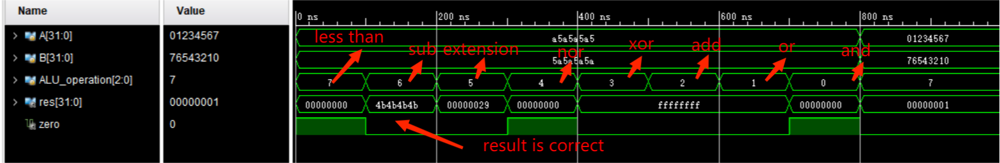 Name Value
0 ns 200 ns 400 ns 600 ns 800 ns
A[31:0] 01234567 a5a5a5a5 01234567
less than sub extension nor xor add or and
B[31:0] 76543210 5a5a5a5a 76543210
ALU_operation[2:0] 7 7 6 5 4 3 2 1 0 7
res[31:0] 00000001 00000000 4b4b4b4b 00000029 00000000 ffffffff 00000000 00000001
zero 0
result is correct